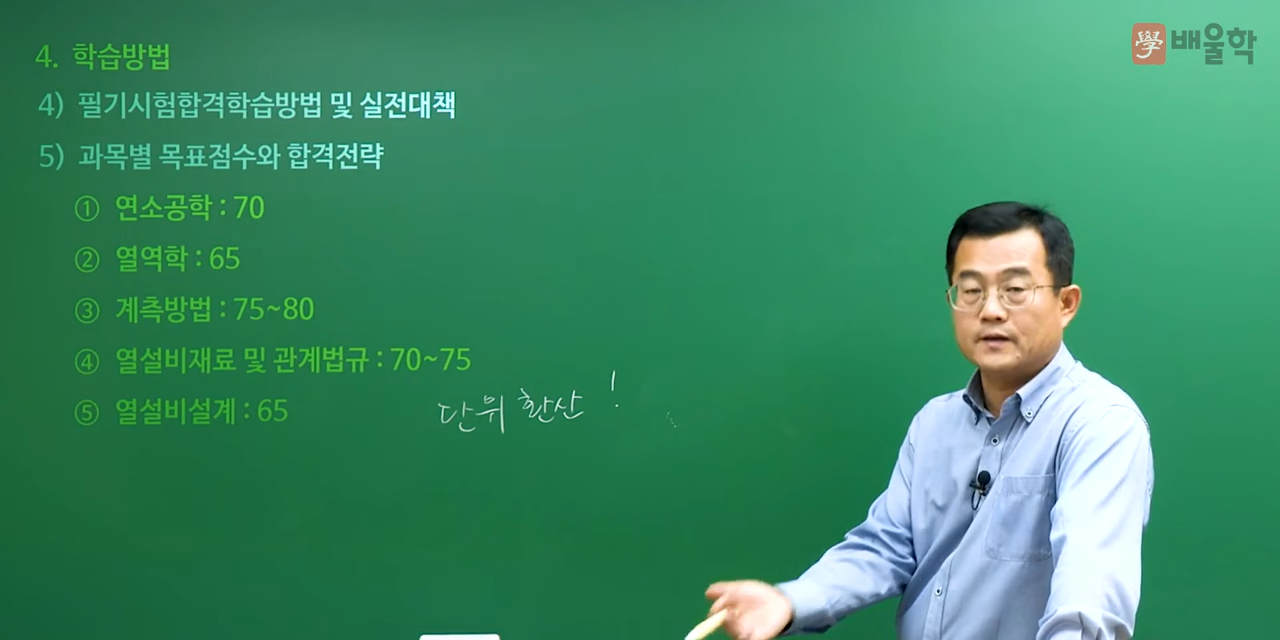 學 배울학
4. 학습방법
4) 필기시험합격학습방법 및 실전대책
5) 과목별 목표점수와 합격전략
① 연소공학 : 70
② 열역학 : 65
③ 계측방법 : 75~80
④ 열설비재료 및 관계법규 : 70~75
⑤ 열설비설계 : 65
단위 환산 !